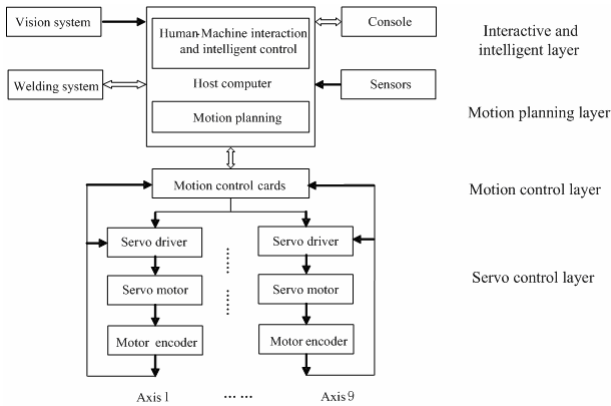 Vision system
Human-Machine interaction
and intelligent control
Console
Interactive and
intelligent layer
Welding system
Host computer
Sensors
Motion planning
Motion planning layer
Motion control cards
Motion control layer
Servo driver
Servo driver
Servo motor
Servo motor
Servo control layer
Motor encoder
Motor encoder
Axis 1
... ...
Axis 9